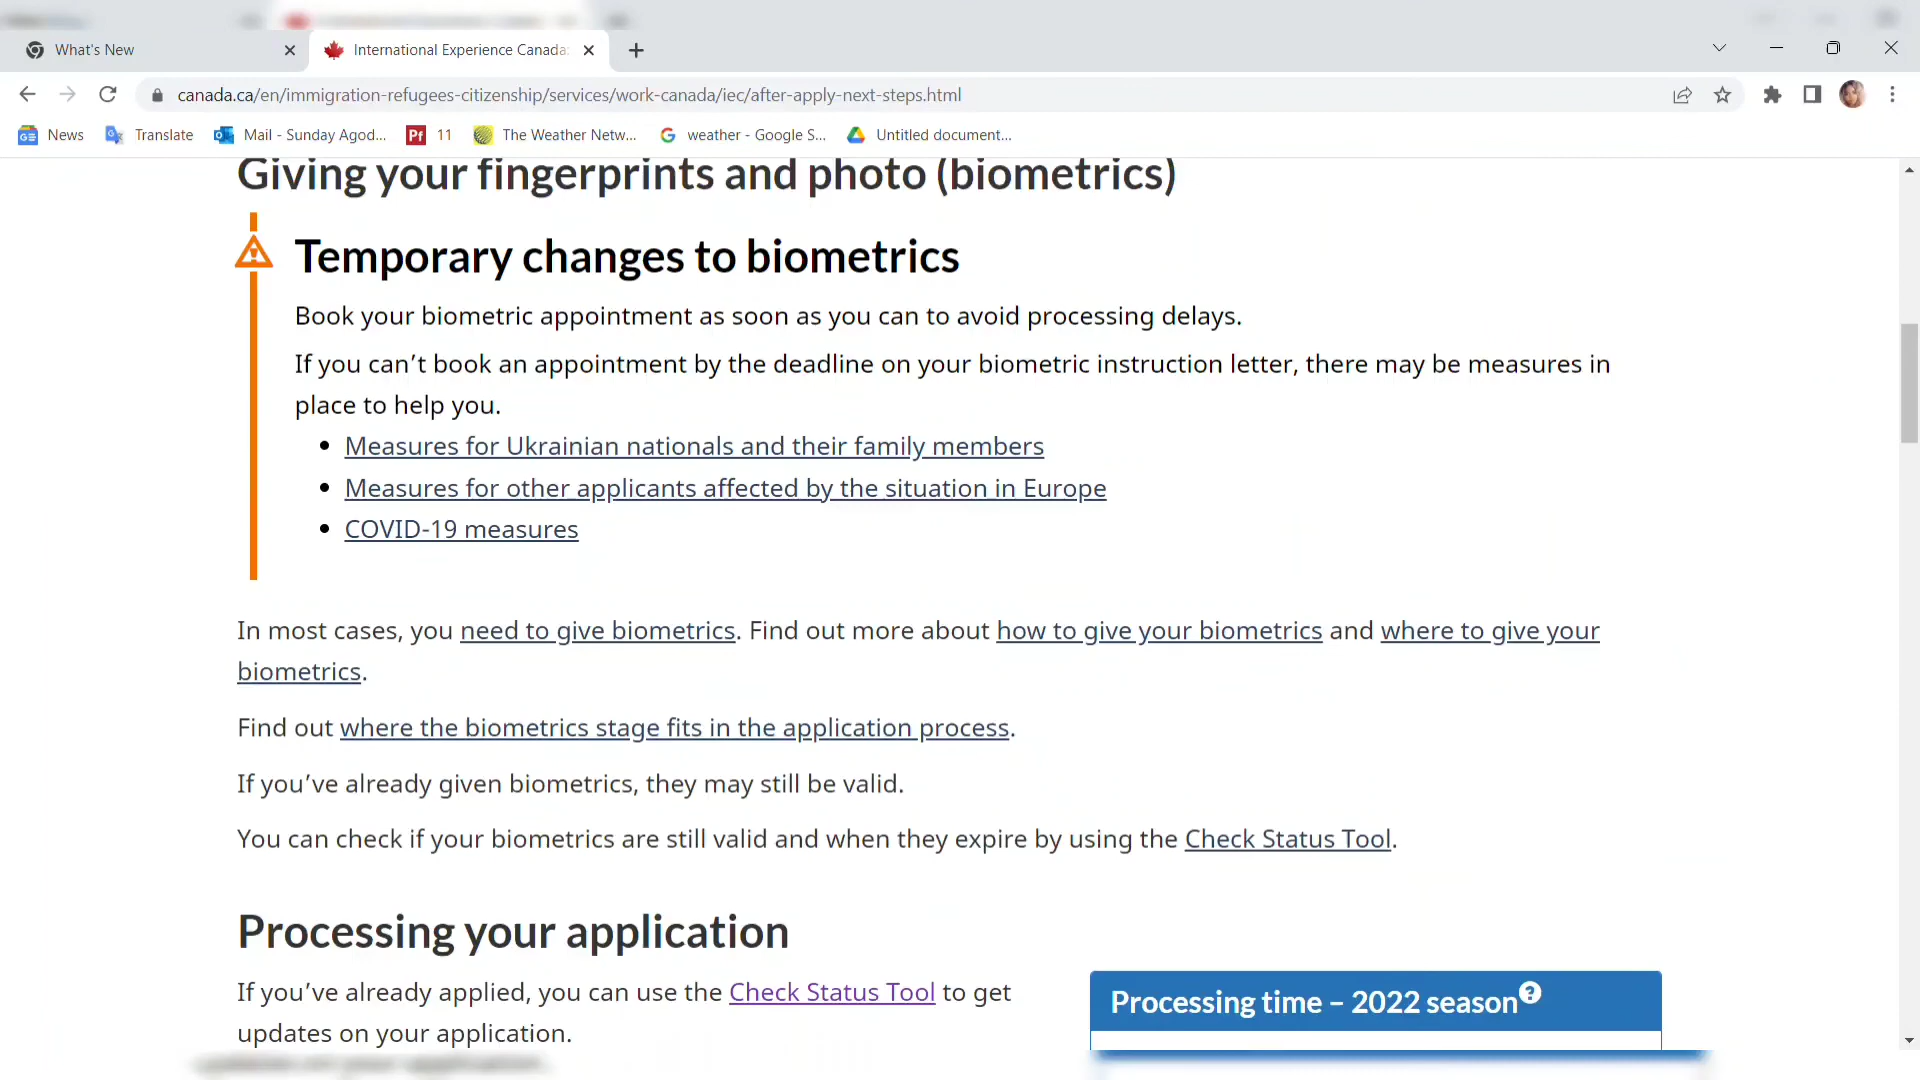 What's New
International Experience Canada:
canada.ca/en/immigration-refugees-citizenship/services/work-canada/iec/after-apply-next-steps.html
News
Translate
Mail - Sunday Agod...
Pf 11
The Weather Netw...
weather - Google S...
Untitled document...
Giving your fingerprints and photo (biometrics)
Temporary changes to biometrics
Book your biometric appointment as soon as you can to avoid processing delays.
If you can’t book an appointment by the deadline on your biometric instruction letter, there may be measures in
place to help you.
Measures for Ukrainian nationals and their family members
Measures for other applicants affected by the situation in Europe
COVID-19 measures
In most cases, you need to give biometrics. Find out more about how to give your biometrics and where to give your
biometrics.
Find out where the biometrics stage fits in the application process.
If you’ve already given biometrics, they may still be valid.
You can check if your biometrics are still valid and when they expire by using the Check Status Tool.
Processing your application
If you’ve already applied, you can use the Check Status Tool to get
updates on your application.
Processing time – 2022 season